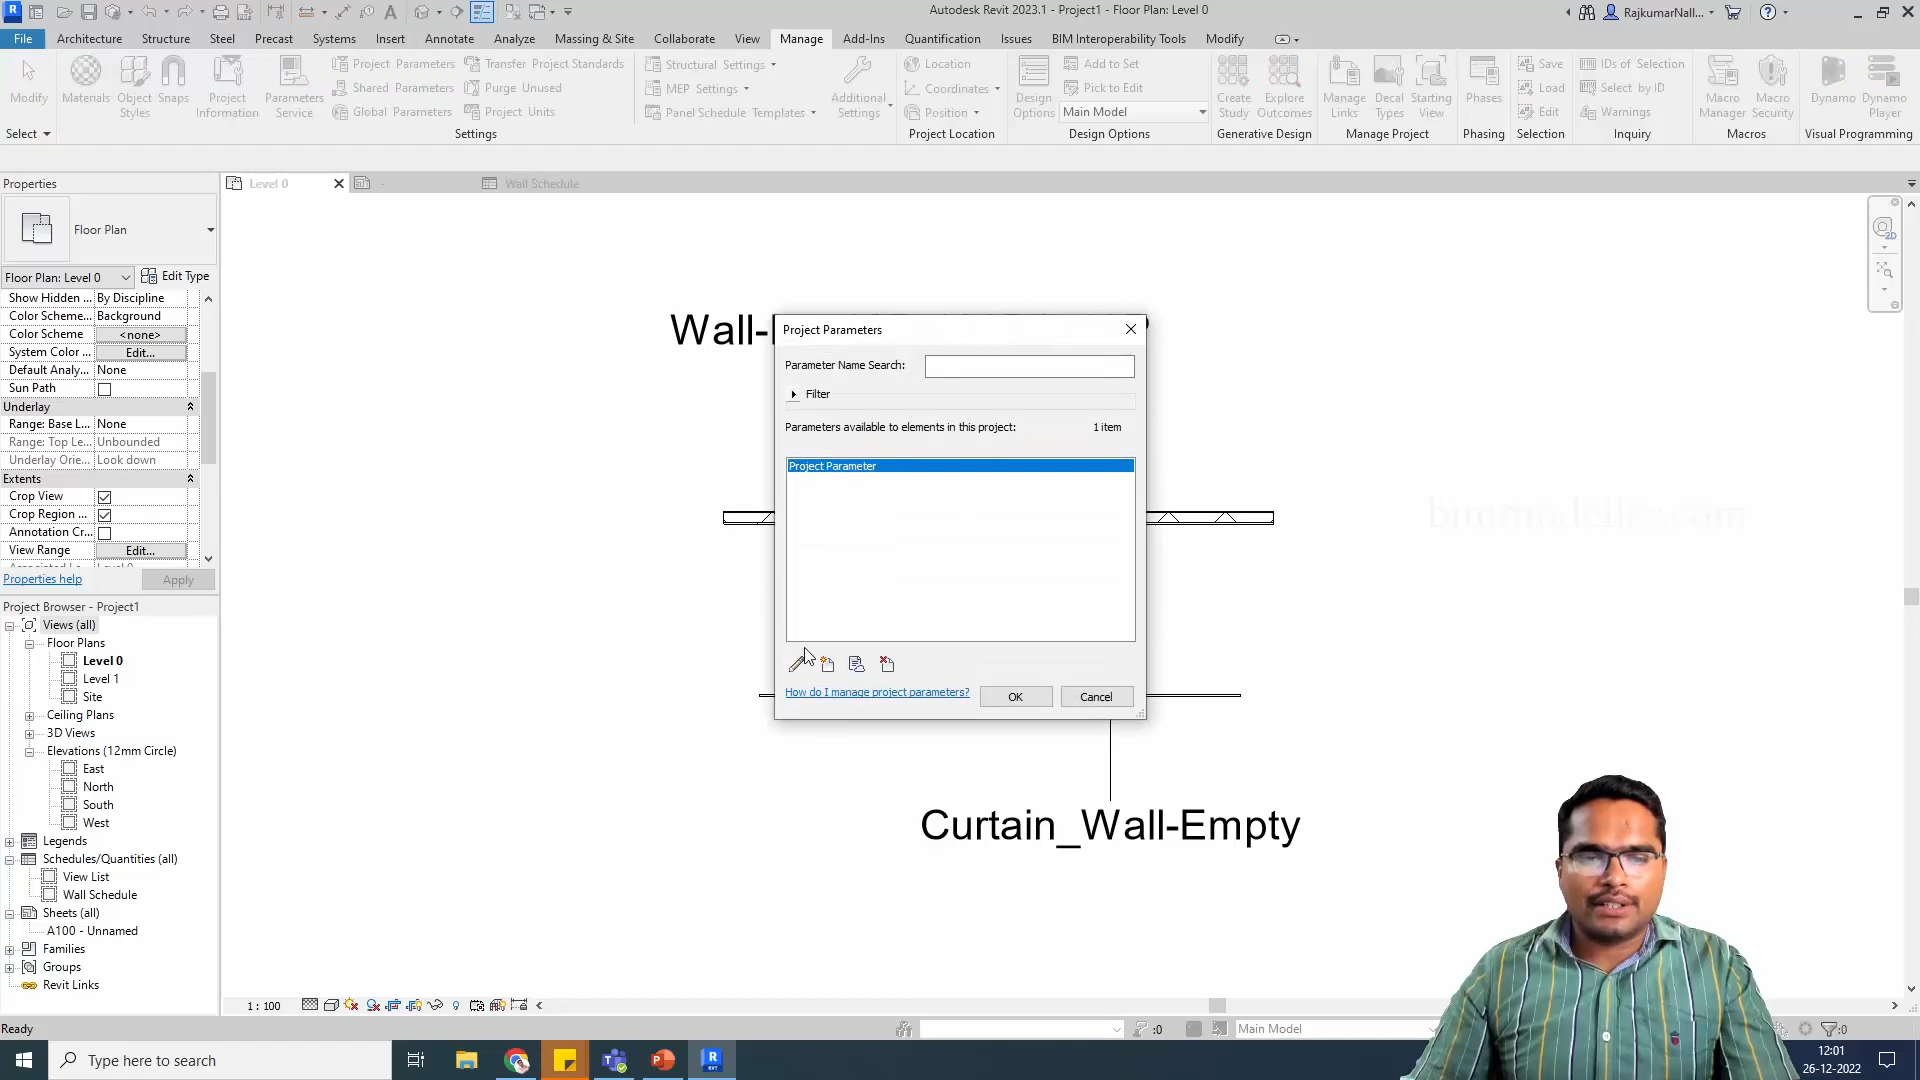 Autodesk Revit 2023.1 - Project1 - Floor Plan: Level 0
RajkumarNall...
File Architecture Structure Steel Precast Systems Insert Annotate Analyze Massing & Site Collaborate View Manage Add-Ins Quantification Issues BIM Interoperability Tools Modify
Modify
Materials
Object Styles
Snaps
Project Information
Parameters Service
Project Parameters
Shared Parameters
Global Parameters
Transfer Project Standards
Purge Unused
Project Units
Structural Settings
MEP Settings
Panel Schedule Templates
Additional Settings
Location
Coordinates
Position
Design Options
Add to Set
Pick to Edit
Main Model
Create Study
Explore Outcomes
Manage Links
Decal Types
Starting View
Phases
Save
Load
Edit
IDs of Selection
Select by ID
Warnings
Macro Manager
Macro Security
Dynamo
Dynamo Player
Select
Settings
Project Location
Design Options
Generative Design
Manage Project
Phasing
Selection
Inquiry
Macros
Visual Programming
Properties
Level 0
-
Wall Schedule
Floor Plan
Floor Plan: Level 0
Edit Type
Show Hidden ... By Discipline
Color Scheme... Background
Color Scheme <none>
System Color ... Edit...
Default Analy... None
Sun Path
Underlay
Range: Base L... None
Range: Top Le... Unbounded
Underlay Orie... Look down
Extents
Crop View
Crop Region ...
Annotation Cr...
View Range Edit...
Properties help
Apply
Project Browser - Project1
Views (all)
Floor Plans
Level 0
Level 1
Site
Ceiling Plans
3D Views
Elevations (12mm Circle)
East
North
South
West
Legends
Schedules/Quantities (all)
View List
Wall Schedule
Sheets (all)
A100 - Unnamed
Families
Groups
Revit Links
Project Parameters
Parameter Name Search:
Filter
Parameters available to elements in this project: 1 item
Project Parameter
How do I manage project parameters?
OK
Cancel
bimmodeller.com
Curtain_Wall-Empty
2D
1 : 100
Ready
:0
Main Model
:0
Type here to search
12:01
26-12-2022